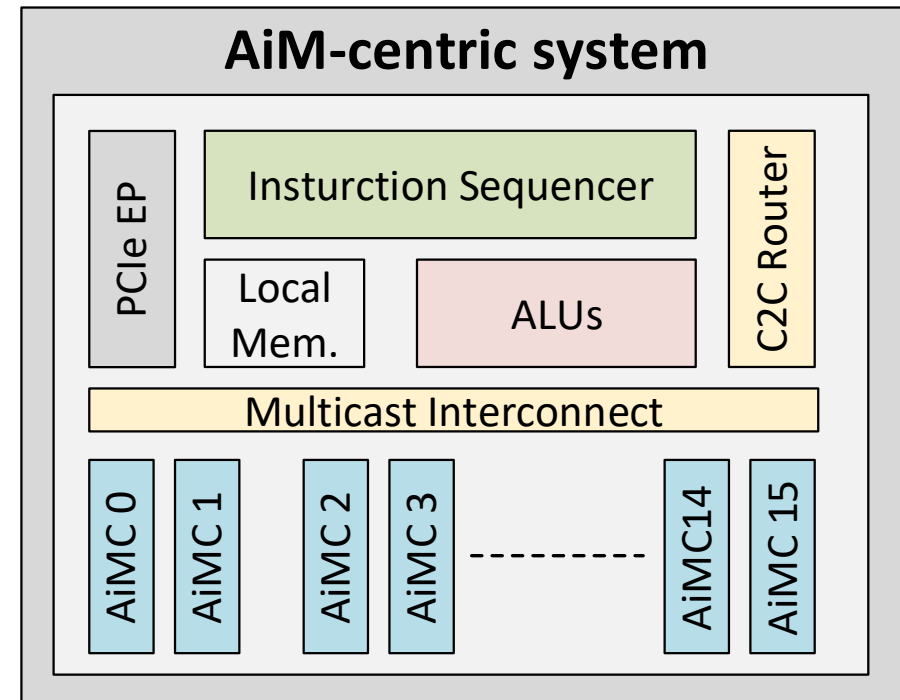 AiM-centric system
PCIe EP
Insturction Sequencer
C2C Router
Local
Mem.
ALUs
Multicast Interconnect
AiMC 0
AiMC 1
AiMC 2
AiMC 3
AiMC14
AiMC 15